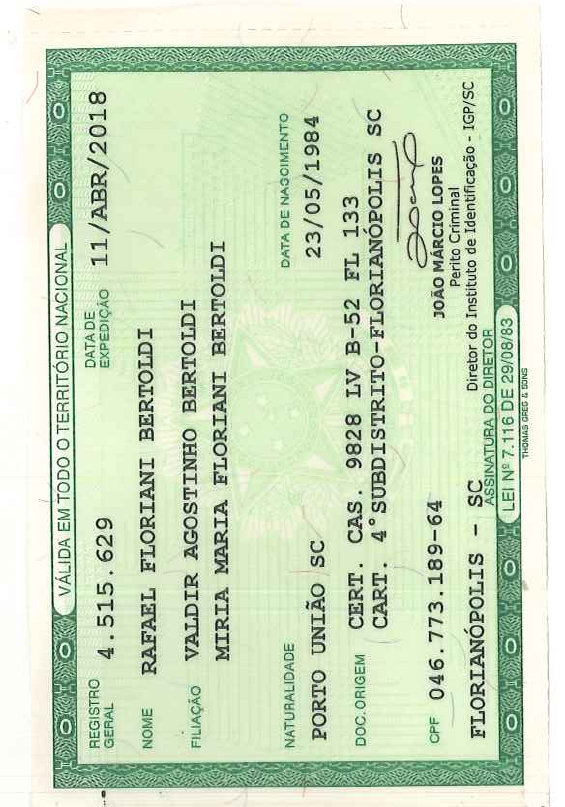 VÁLIDA EM TODO O TERRITÓRIO NACIONAL
REGISTRO GERAL 4.515.629 DATA DE EXPEDIÇÃO 11/ABR/2018
NOME RAFAEL FLORIANI BERTOLDI
FILIAÇÃO VALDIR AGOSTINHO BERTOLDI
MIRIA MARIA FLORIANI BERTOLDI
NATURALIDADE DATA DE NASCIMENTO
PORTO UNIÃO SC 23/05/1984
DOC. ORIGEM CERT. CAS. 9828 LV B-52 FL 133
CART. 4°SUBDISTRITO-FLORIANÓPOLIS SC
CPF 046.773.189-64
JOÃO MÁRCIO LOPES
Perito Criminal
Diretor do Instituto de Identificação - IGP/SC
FLORIANÓPOLIS - SC
ASSINATURA DO DIRETOR
LEI Nº 7.116 DE 29/08/83
THOMAS GREG & SONS